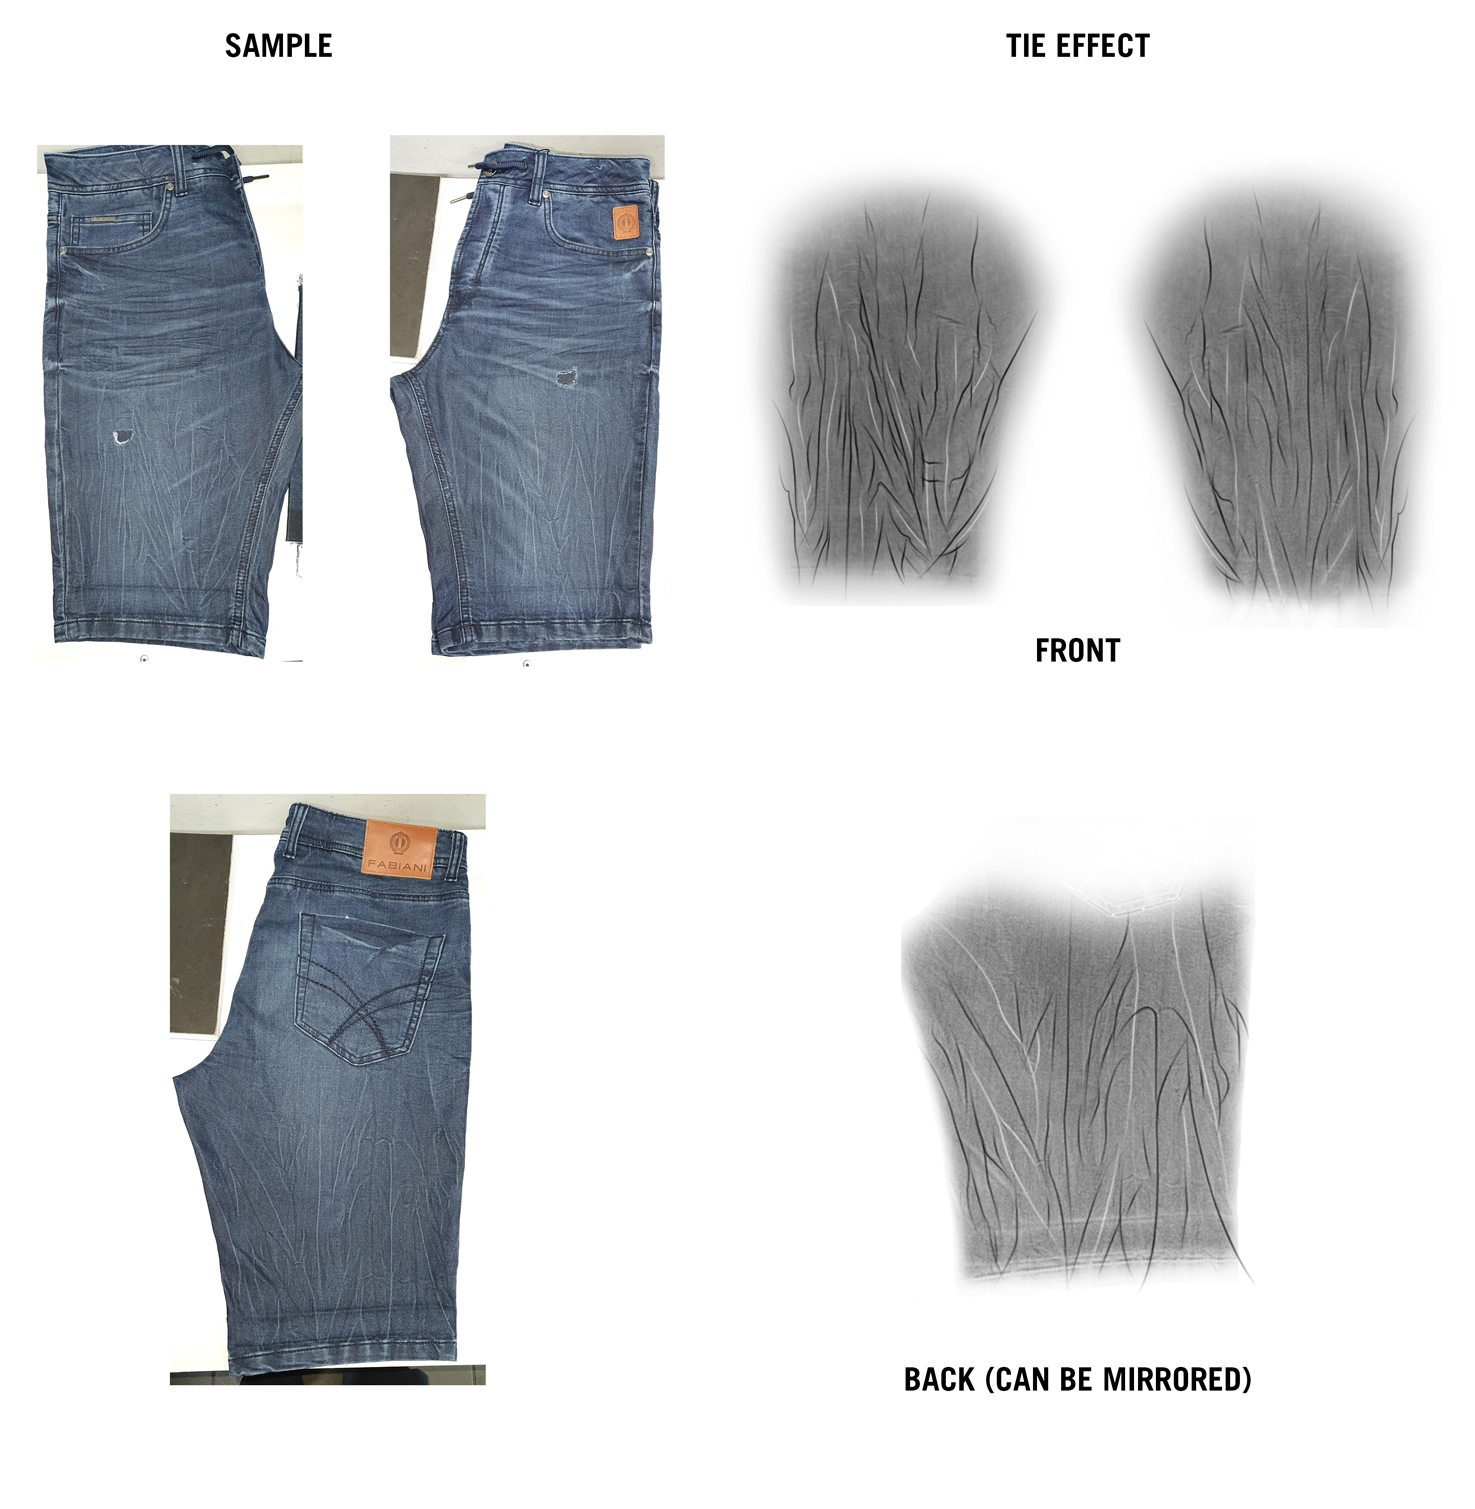 SAMPLE
TIE EFFECT
FRONT
FABIANI
BACK (CAN BE MIRRORED)